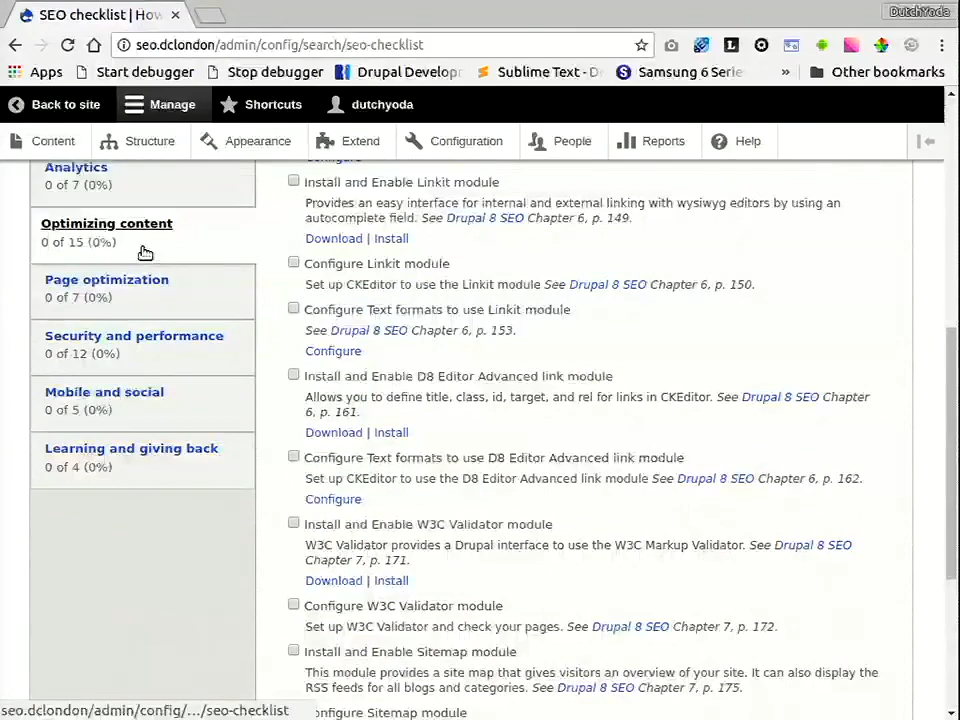 SEO checklist | How
DutchYoda
seo.dclondon/admin/config/search/seo-checklist
Apps Start debugger Stop debugger Drupal Develop Sublime Text - D Samsung 6 Serie » Other bookmarks
Back to site Manage Shortcuts dutchyoda
Content Structure Appearance Extend Configuration People Reports Help
Analytics
0 of 7 (0%)
Optimizing content
0 of 15 (0%)
Page optimization
0 of 7 (0%)
Security and performance
0 of 12 (0%)
Mobile and social
0 of 5 (0%)
Learning and giving back
0 of 4 (0%)
Configure
Install and Enable Linkit module
Provides an easy interface for internal and external linking with wysiwyg editors by using an
autocomplete field. See Drupal 8 SEO Chapter 6, p. 149.
Download | Install
Configure Linkit module
Set up CKEditor to use the Linkit module See Drupal 8 SEO Chapter 6, p. 150.
Configure Text formats to use Linkit module
See Drupal 8 SEO Chapter 6, p. 153.
Configure
Install and Enable D8 Editor Advanced link module
Allows you to define title, class, id, target, and rel for links in CKEditor. See Drupal 8 SEO Chapter
6, p. 161.
Download | Install
Configure Text formats to use D8 Editor Advanced link module
Set up CKEditor to use the D8 Editor Advanced link module See Drupal 8 SEO Chapter 6, p. 162.
Configure
Install and Enable W3C Validator module
W3C Validator provides a Drupal interface to use the W3C Markup Validator. See Drupal 8 SEO
Chapter 7, p. 171.
Download | Install
Configure W3C Validator module
Set up W3C Validator and check your pages. See Drupal 8 SEO Chapter 7, p. 172.
Install and Enable Sitemap module
This module provides a site map that gives visitors an overview of your site. It can also display the
RSS feeds for all blogs and categories. See Drupal 8 SEO Chapter 7, p. 175.
onfigure Sitemap module
seo.dclondon/admin/config/.../seo-checklist